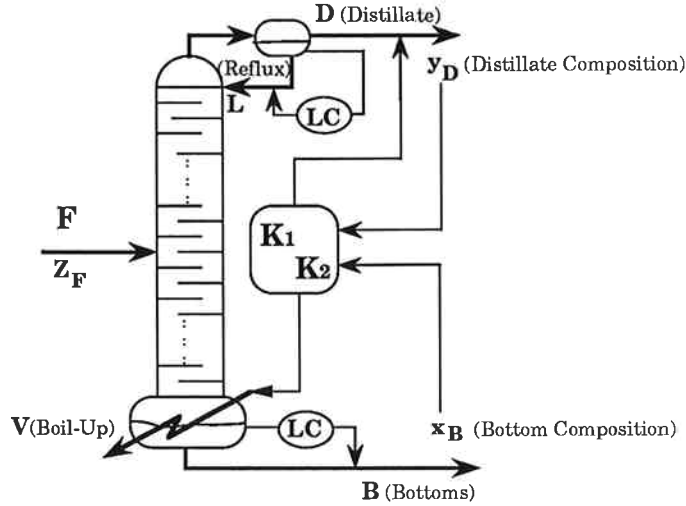 D (Distillate)
y_D (Distillate Composition)
(Reflux)
L
LC
F
Z_F
K1
K2
V(Boil-Up)
LC
x_B (Bottom Composition)
B (Bottoms)